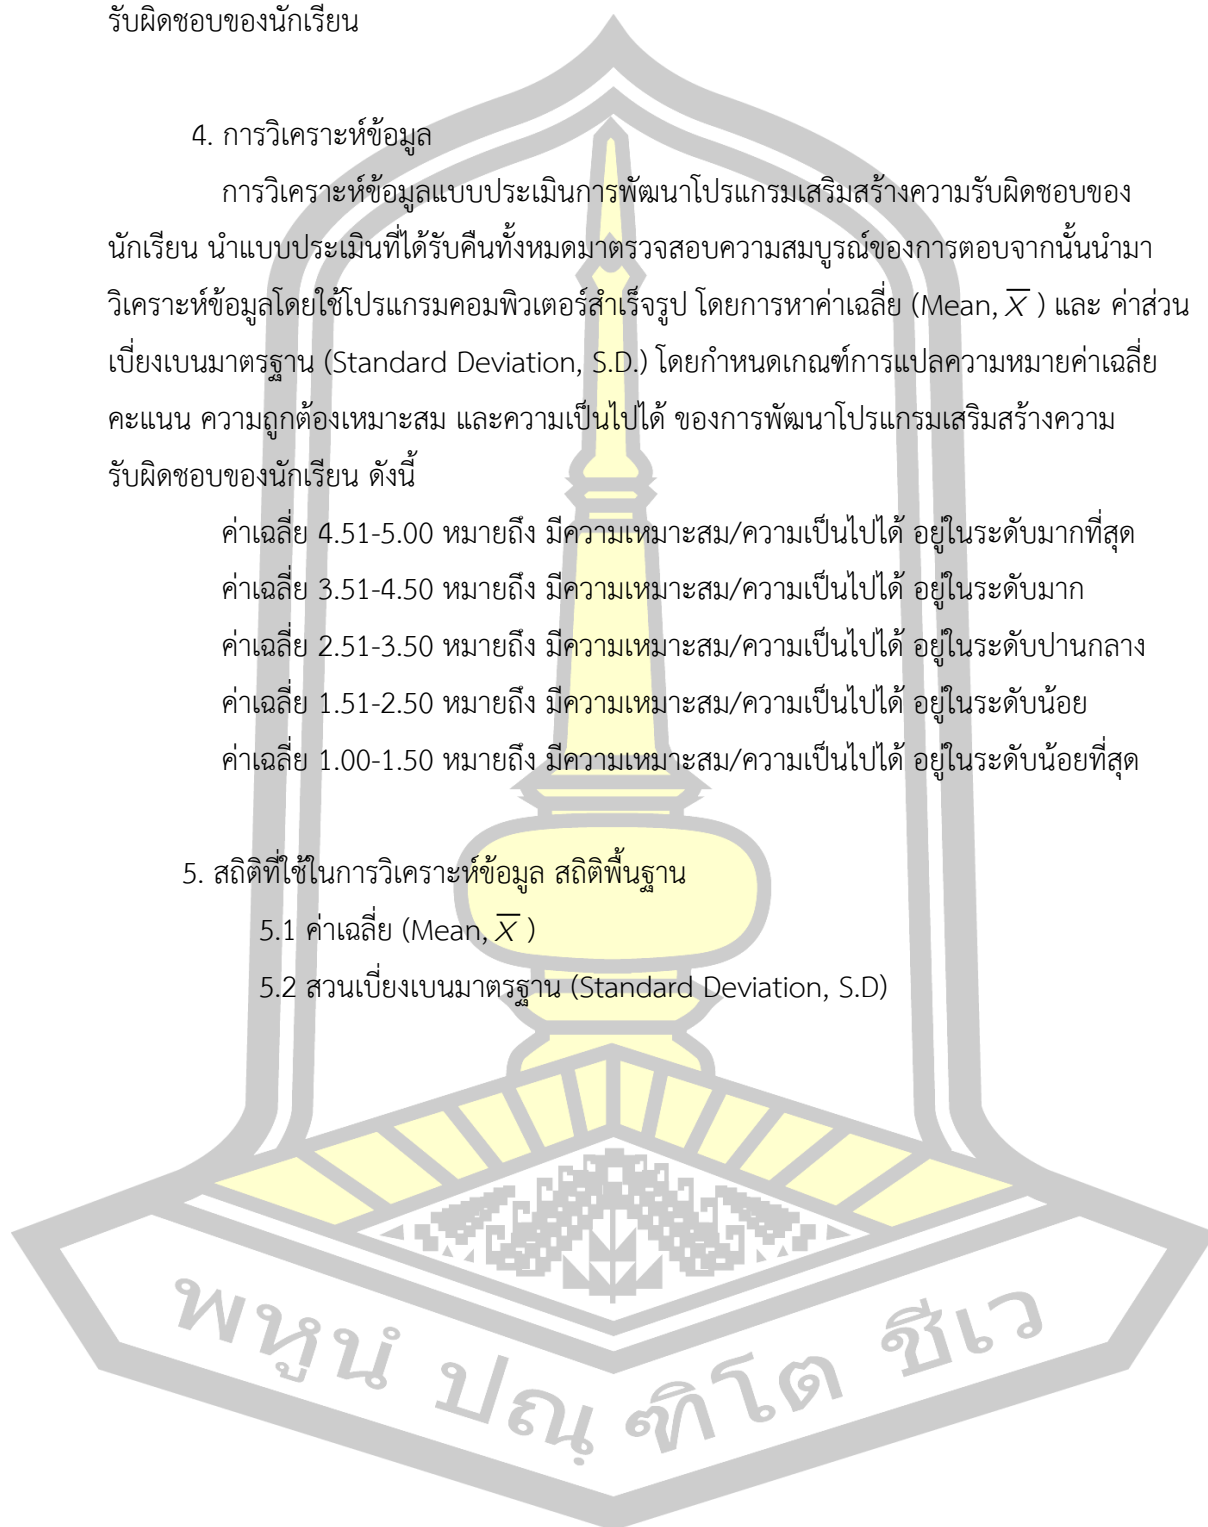 รับผิดชอบของนักเรียน
4. การวิเคราะห์ข้อมูล
การวิเคราะห์ข้อมูลแบบประเมินการพัฒนาโปรแกรมเสริมสร้างความรับผิดชอบของ
นักเรียน นำแบบประเมินที่ได้รับคืนทั้งหมดมาตรวจสอบความสมบูรณ์ของการตอบจากนั้นนำมา
วิเคราะห์ข้อมูลโดยใช้โปรแกรมคอมพิวเตอร์สำเร็จรูป โดยการหาค่าเฉลี่ย (Mean, X̅ ) และ ค่าส่วน
เบี่ยงเบนมาตรฐาน (Standard Deviation, S.D.) โดยกำหนดเกณฑ์การแปลความหมายค่าเฉลี่ย
คะแนน ความถูกต้องเหมาะสม และความเป็นไปได้ ของการพัฒนาโปรแกรมเสริมสร้างความ
รับผิดชอบของนักเรียน ดังนี้
ค่าเฉลี่ย 4.51-5.00 หมายถึง มีความเหมาะสม/ความเป็นไปได้ อยู่ในระดับมากที่สุด
ค่าเฉลี่ย 3.51-4.50 หมายถึง มีความเหมาะสม/ความเป็นไปได้ อยู่ในระดับมาก
ค่าเฉลี่ย 2.51-3.50 หมายถึง มีความเหมาะสม/ความเป็นไปได้ อยู่ในระดับปานกลาง
ค่าเฉลี่ย 1.51-2.50 หมายถึง มีความเหมาะสม/ความเป็นไปได้ อยู่ในระดับน้อย
ค่าเฉลี่ย 1.00-1.50 หมายถึง มีความเหมาะสม/ความเป็นไปได้ อยู่ในระดับน้อยที่สุด
5. สถิติที่ใช้ในการวิเคราะห์ข้อมูล สถิติพื้นฐาน
5.1 ค่าเฉลี่ย (Mean, X̅ )
5.2 สวนเบี่ยงเบนมาตรฐาน (Standard Deviation, S.D)
พหูนํ ปณฺฑิโต ชีเว